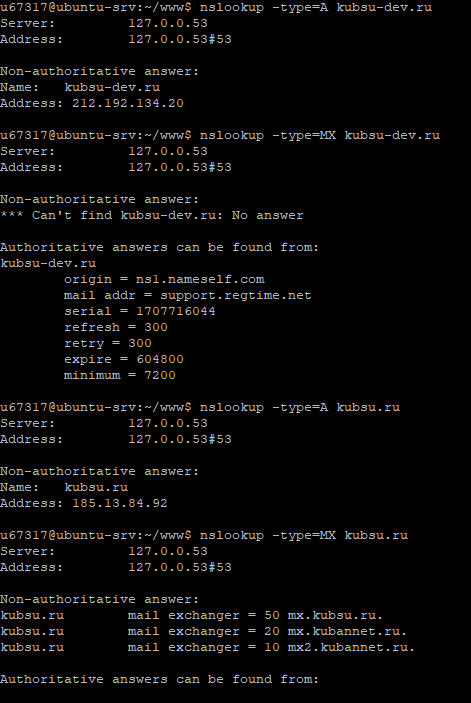 u67317@ubuntu-srv:~/www$ nslookup -type=A kubsu-dev.ru
Server:         127.0.0.53
Address:        127.0.0.53#53
Non-authoritative answer:
Name:   kubsu-dev.ru
Address: 212.192.134.20
u67317@ubuntu-srv:~/www$ nslookup -type=MX kubsu-dev.ru
Server:         127.0.0.53
Address:        127.0.0.53#53
Non-authoritative answer:
*** Can't find kubsu-dev.ru: No answer
Authoritative answers can be found from:
kubsu-dev.ru
        origin = ns1.nameself.com
        mail addr = support.regtime.net
        serial = 1707716044
        refresh = 300
        retry = 300
        expire = 604800
        minimum = 7200
u67317@ubuntu-srv:~/www$ nslookup -type=A kubsu.ru
Server:         127.0.0.53
Address:        127.0.0.53#53
Non-authoritative answer:
Name:   kubsu.ru
Address: 185.13.84.92
u67317@ubuntu-srv:~/www$ nslookup -type=MX kubsu.ru
Server:         127.0.0.53
Address:        127.0.0.53#53
Non-authoritative answer:
kubsu.ru        mail exchanger = 50 mx.kubsu.ru.
kubsu.ru        mail exchanger = 20 mx.kubannet.ru.
kubsu.ru        mail exchanger = 10 mx2.kubannet.ru.
Authoritative answers can be found from: